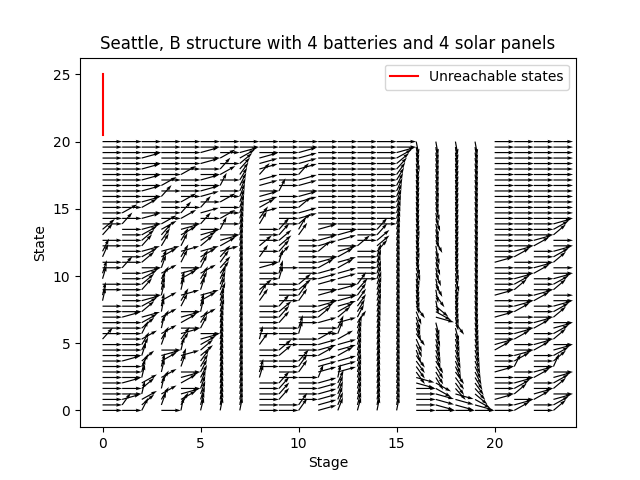 Seattle, B structure with 4 batteries and 4 solar panels
Unreachable states
25
20
15
10
5
0
State
0 5 10 15 20
Stage